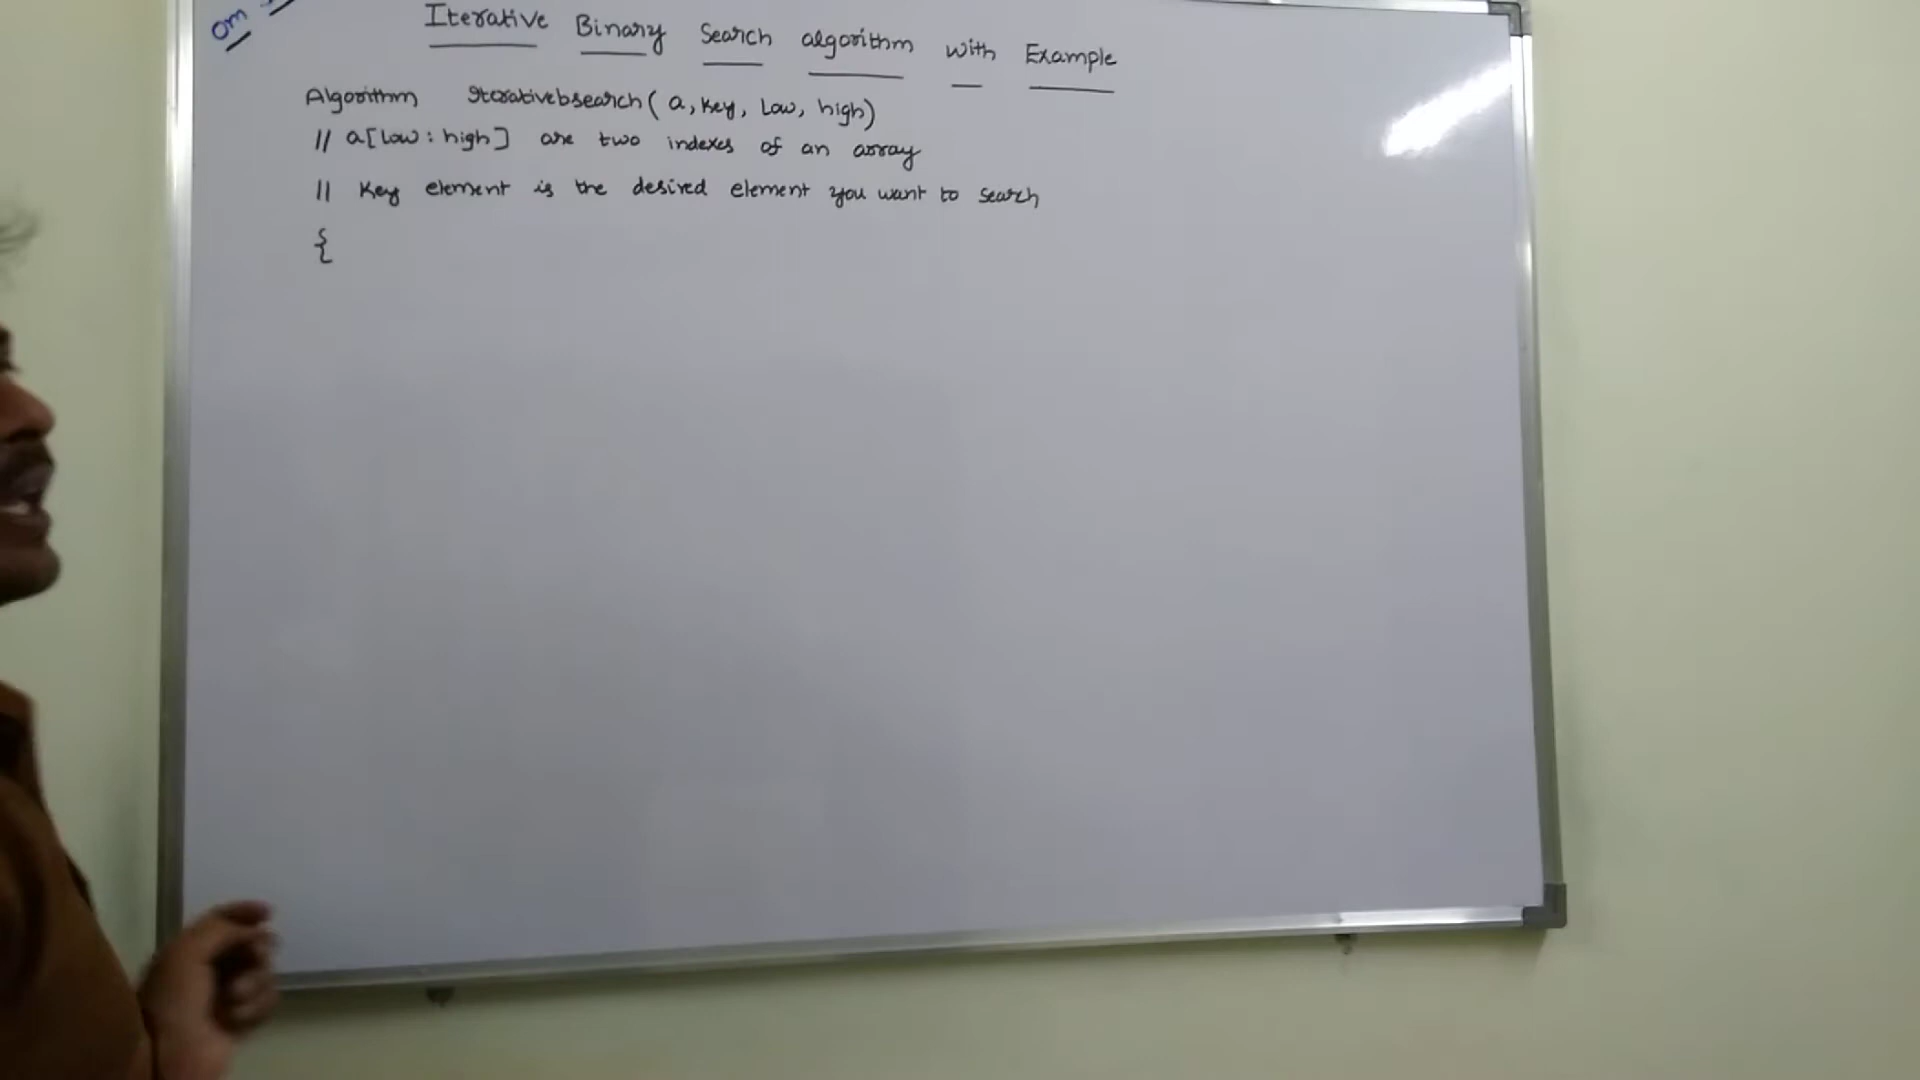 om
Iterative Binary Search algorithm with Example
Algorithm Iterativebsearch( a, key, low, high)
// a[low : high] are two indexes of an array
// Key element is the desired element you want to search
{